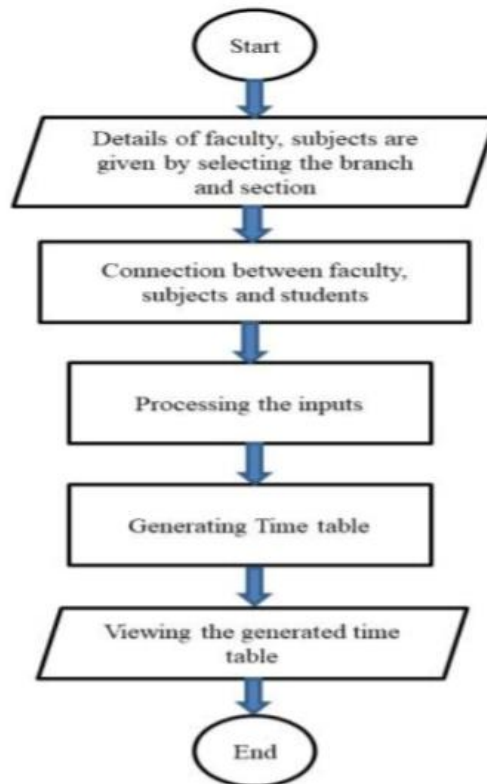 Start
Details of faculty, subjects are
given by selecting the branch
and section
Connection between faculty,
subjects and students
Processing the inputs
Generating Time table
Viewing the generated time
table
End